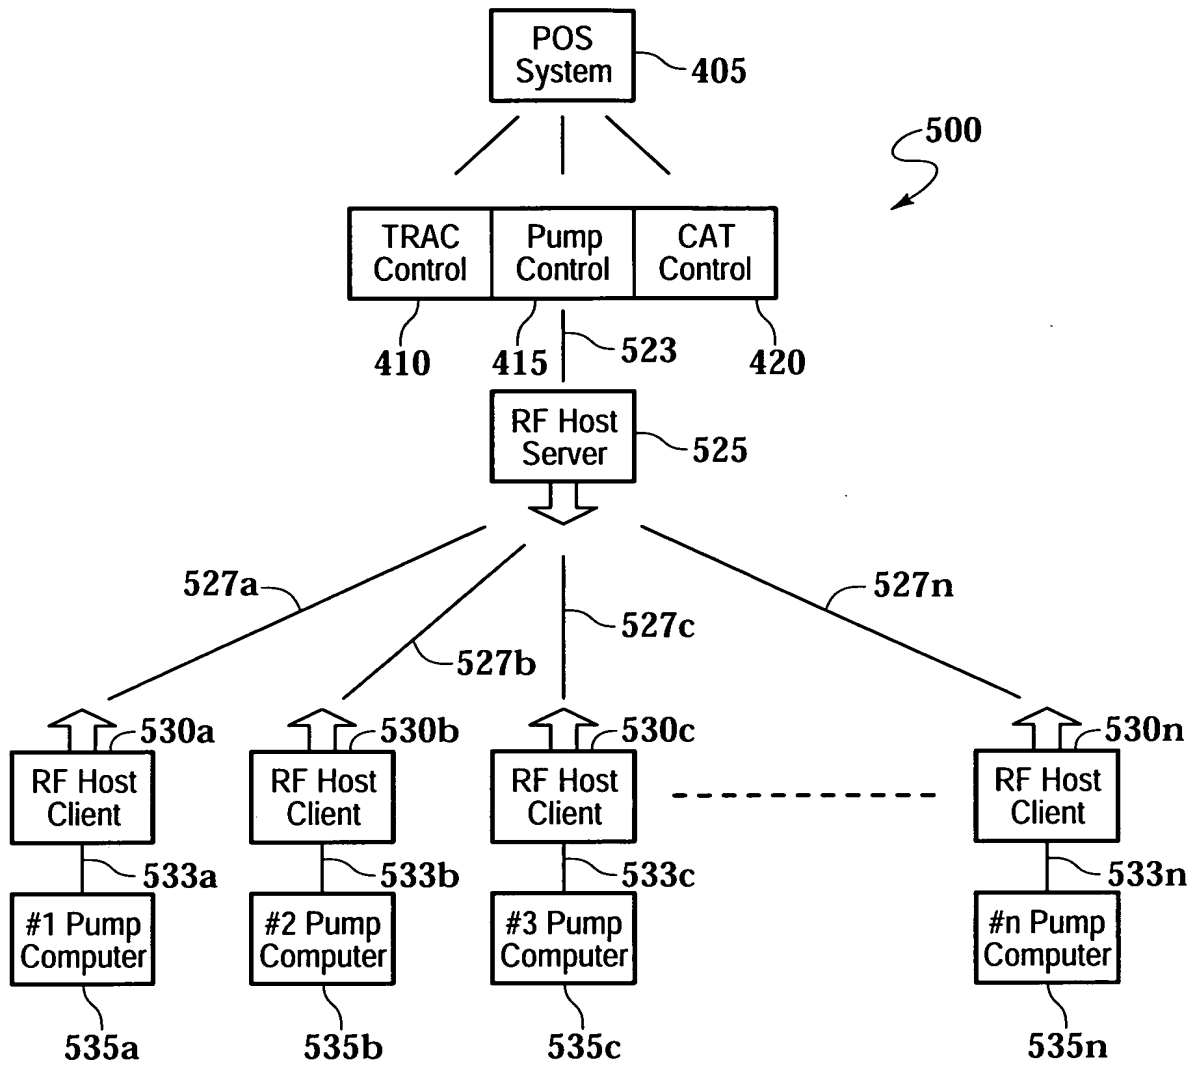 POS
System
405
500
TRAC
Control
Pump
Control
CAT
Control
410
415
523
420
RF Host
Server
525
527a
527b
527c
527n
530a
530b
530c
530n
RF Host
Client
RF Host
Client
RF Host
Client
RF Host
Client
533a
533b
533c
533n
#1 Pump
Computer
#2 Pump
Computer
#3 Pump
Computer
#n Pump
Computer
535a
535b
535c
535n